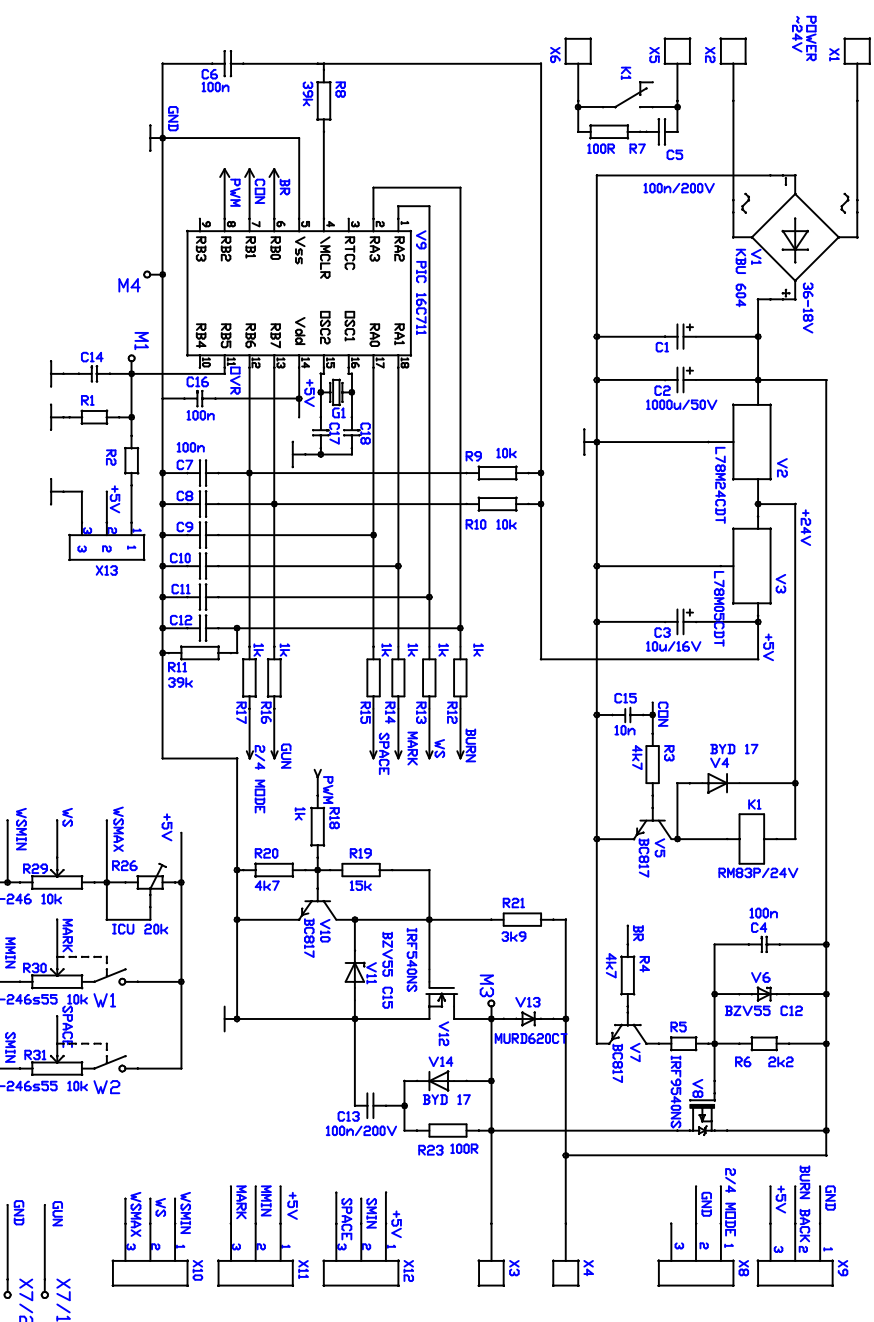 POWER
~24V
X1
X2
X5
X6
K1
100R R7
C5
100n/200V
V1
KBU 604
36-18V
C1
C2
1000u/50V
V2
L78M24CDT
+24V
V3
L78M05CDT
C3
10u/16V
+5V
C6
100n
R8
39k
GND
PWM
CON
BR
9
8
7
6
5
4
3
2
1
RB3
RB2
RB1
RB0
Vss
\MCLR
RTCC
RA3
RA2
V9 PIC 16C711
RB4
RB5
RB6
RB7
Vdd
OSC2
OSC1
RA0
RA1
10
11
12
13
14
15
16
17
18
M4
M1
OVR
C14
C16
100n
+5V
G1
C17
C18
R1
R2
+5V
3
2
1
3
2
1
X13
100n
C7
C8
C9
C10
C11
C12
R9 10k
R10 10k
R11
39k
1k
1k
1k
1k
1k
1k
R17
R16
R15
R14
R13
R12
2/4 MODE
GUN
SPACE
MARK
WS
BURN
C15
10n
CON
R3
4k7
BYD 17
V4
K1
RM83P/24V
V5
BC817
PWM
R18
1k
R20
4k7
R19
15k
V10
BC817
V11
BZV55 C15
IRF540NS
V12
R21
3k9
M3
V13
MURD620CT
V14
BYD 17
C13
100n/200V
R23 100R
BR
R4
4k7
V7
BC817
R5
100n
C4
V6
BZV55 C12
R6 2k2
IRF9540NS
V8
WSMIN
WS
WSMAX
+5V
R29
-246 10k
R26
ICU 20k
MMIN
MARK
R30
-246s55 10k W1
SMIN
SPACE
R31
-246s55 10k W2
GND
GUN
X7/2
X7/1
WSMAX
WS
WSMIN
3
2
1
X10
MARK
MMIN
+5V
3
2
1
X11
SPACE
SMIN
+5V
3
2
1
X12
X3
X4
GND
2/4 MODE
3
2
1
X8
+5V
BURN BACK
GND
3
2
1
X9